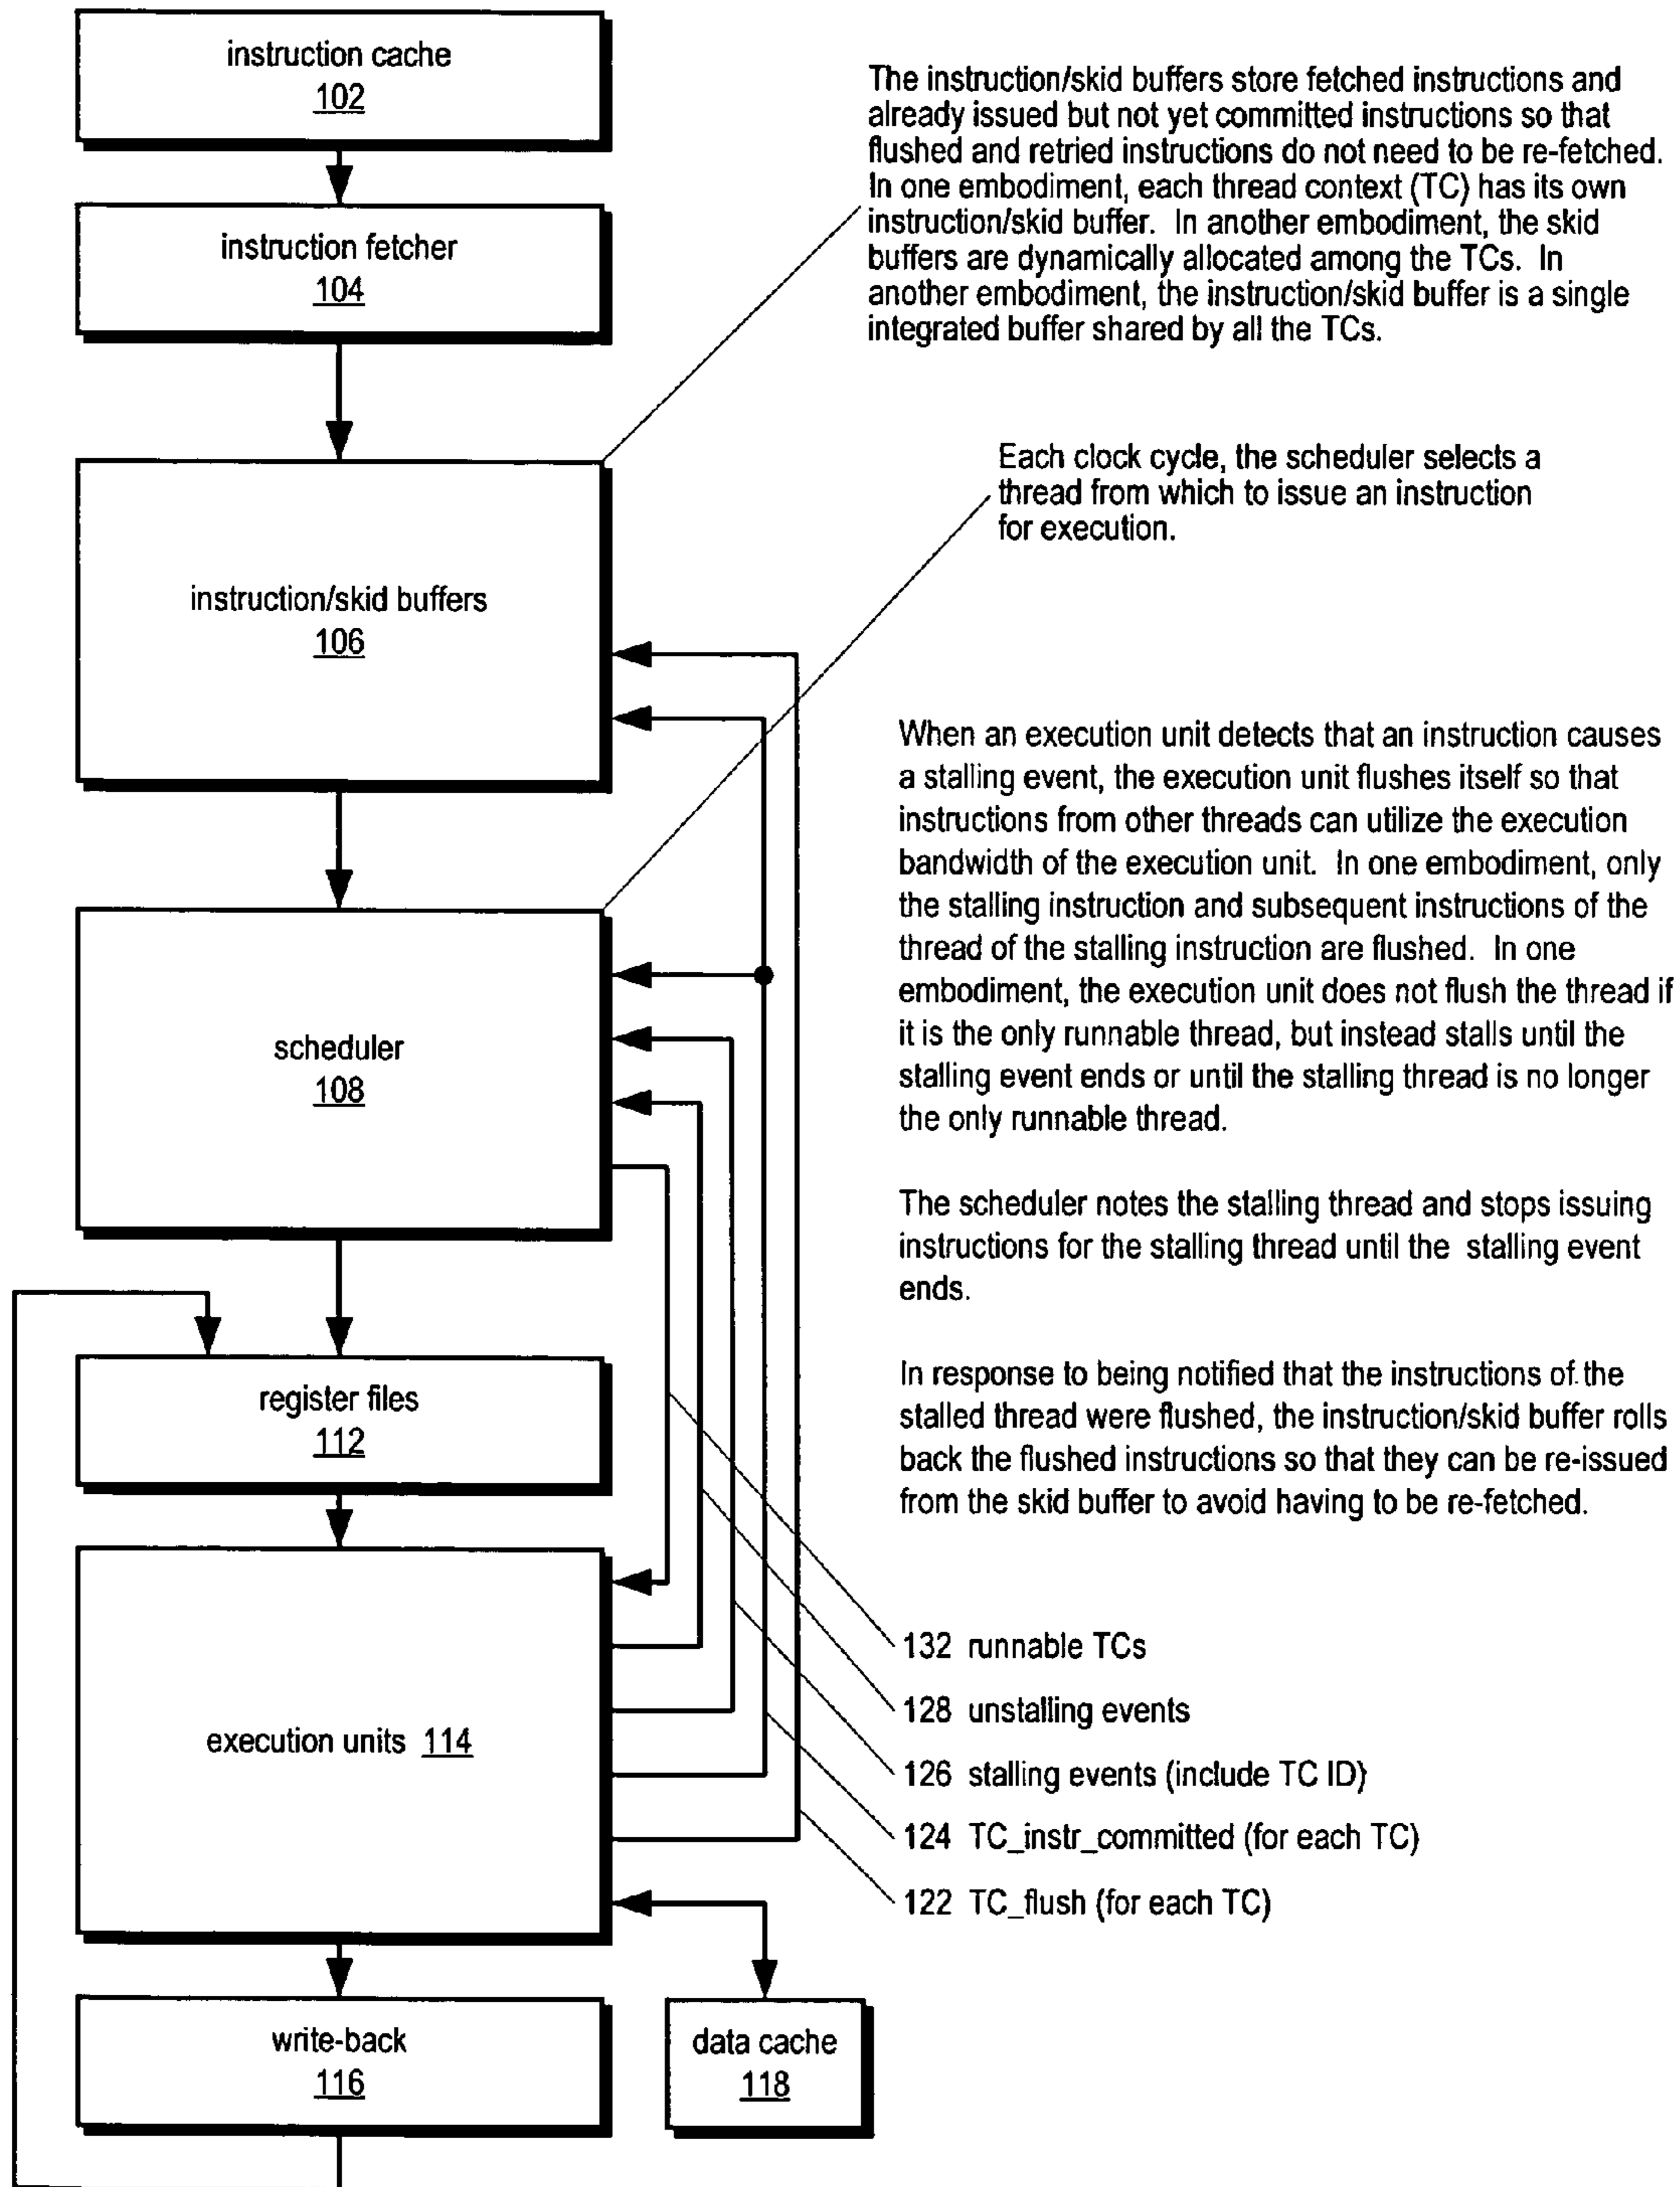 instruction cache
102
The instruction/skid buffers store fetched instructions and
already issued but not yet committed instructions so that
flushed and retried instructions do not need to be re-fetched.
In one embodiment, each thread context (TC) has its own
instruction/skid buffer. In another embodiment, the skid
buffers are dynamically allocated among the TCs. In
another embodiment, the instruction/skid buffer is a single
integrated buffer shared by all the TCs.
instruction fetcher
104
Each clock cycle, the scheduler selects a
thread from which to issue an instruction
for execution.
instruction/skid buffers
106
When an execution unit detects that an instruction causes
a stalling event, the execution unit flushes itself so that
instructions from other threads can utilize the execution
bandwidth of the execution unit. In one embodiment, only
the stalling instruction and subsequent instructions of the
thread of the stalling instruction are flushed. In one
embodiment, the execution unit does not flush the thread if
it is the only runnable thread, but instead stalls until the
stalling event ends or until the stalling thread is no longer
the only runnable thread.
scheduler
108
The scheduler notes the stalling thread and stops issuing
instructions for the stalling thread until the stalling event
ends.
In response to being notified that the instructions of the
stalled thread were flushed, the instruction/skid buffer rolls
back the flushed instructions so that they can be re-issued
from the skid buffer to avoid having to be re-fetched.
register files
112
execution units 114
132 runnable TCs
128 unstalling events
126 stalling events (include TC ID)
124 TC_instr_committed (for each TC)
122 TC_flush (for each TC)
write-back
116
data cache
118